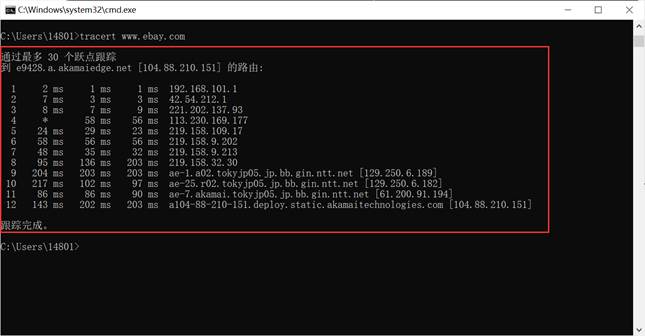 C:\Windows\system32\cmd.exe
C:\Users\14801>tracert www.ebay.com
通过最多 30 个跃点跟踪
到 e9428.a.akamaiedge.net [104.88.210.151] 的路由:
1 2 ms 1 ms 1 ms 192.168.101.1
2 7 ms 3 ms 3 ms 42.54.212.1
3 8 ms 7 ms 9 ms 221.202.137.93
4 * 58 ms 56 ms 113.230.169.177
5 24 ms 29 ms 23 ms 219.158.109.17
6 58 ms 56 ms 56 ms 219.158.9.202
7 48 ms 35 ms 32 ms 219.158.9.213
8 95 ms 136 ms 203 ms 219.158.32.30
9 204 ms 203 ms 203 ms ae-1.a02.tokyjp05.jp.bb.gin.ntt.net [129.250.6.189]
10 217 ms 102 ms 97 ms ae-25.r02.tokyjp05.jp.bb.gin.ntt.net [129.250.6.182]
11 86 ms 86 ms 90 ms ae-7.akamai.tokyjp05.jp.bb.gin.ntt.net [61.200.91.194]
12 143 ms 202 ms 203 ms a104-88-210-151.deploy.static.akamaitechnologies.com [104.88.210.151]
跟踪完成。
C:\Users\14801>